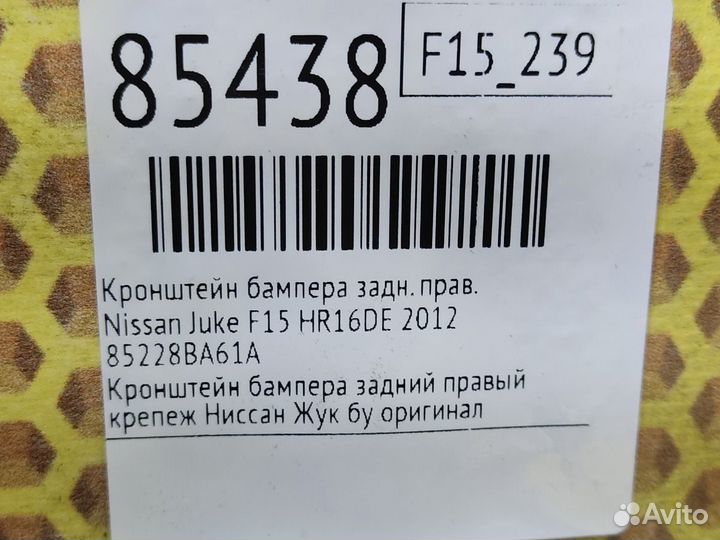 85438
F15_239
Кронштейн бампера задн. прав.
Nissan Juke F15 HR16DE 2012
85228BA61A
Кронштейн бампера задний правый
крепеж Ниссан Жук бу оригинал
Avito